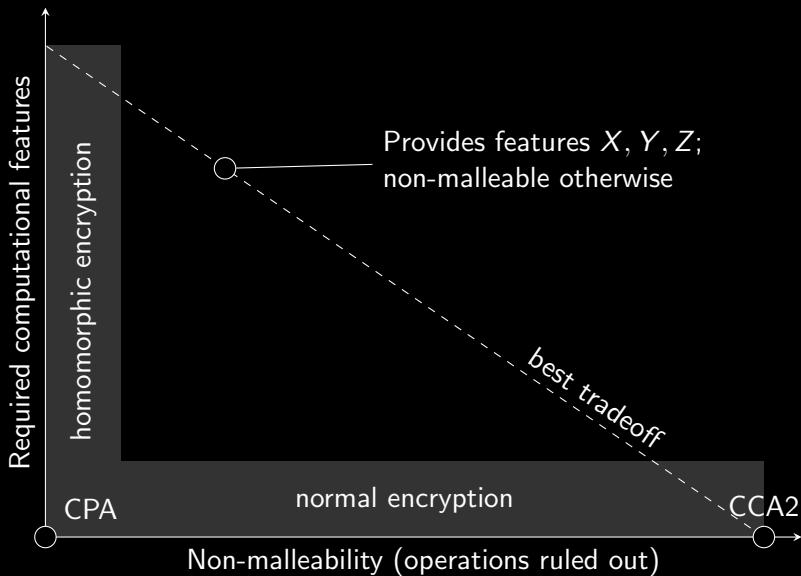 Required computational features
homomorphic encryption
Provides features X, Y, Z;
non-malleable otherwise
best tradeoff
CPA
normal encryption
CCA2
Non-malleability (operations ruled out)